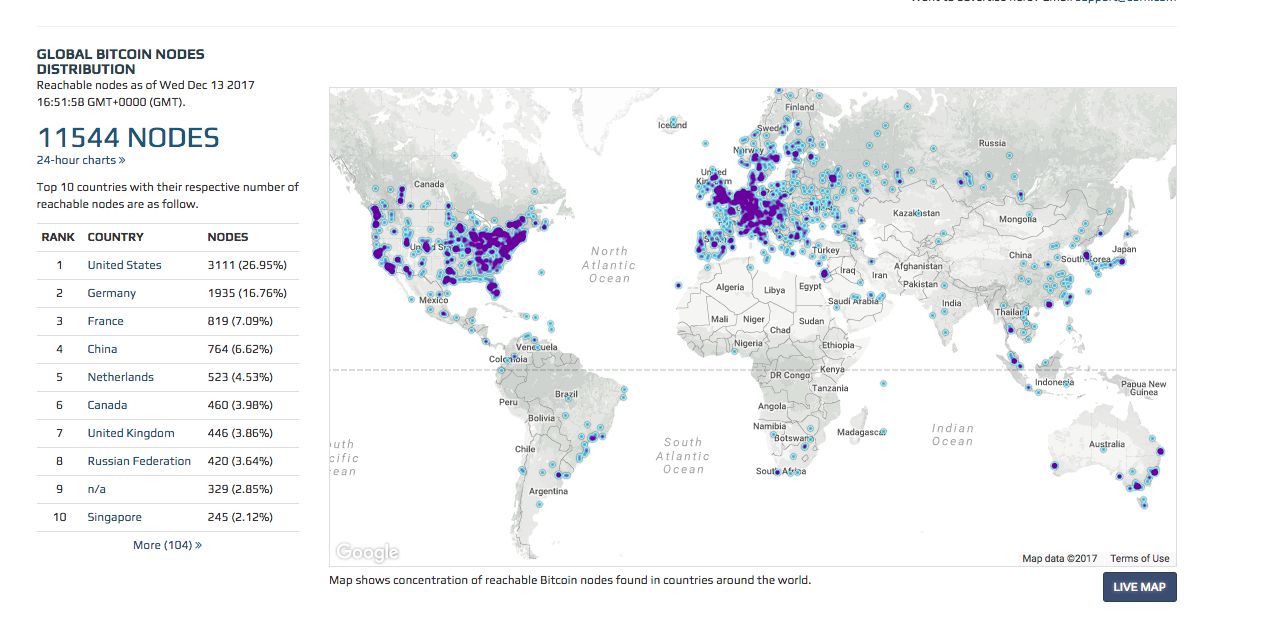 GLOBAL BITCOIN NODES
DISTRIBUTION
Reachable nodes as of Wed Dec 13 2017
16:51:58 GMT+0000 (GMT).
11544 NODES
24-hour charts »
Top 10 countries with their respective number of
reachable nodes are as follow.
RANK COUNTRY NODES
1 United States 3111 (26.95%)
2 Germany 1935 (16.76%)
3 France 819 (7.09%)
4 China 764 (6.62%)
5 Netherlands 523 (4.53%)
6 Canada 460 (3.98%)
7 United Kingdom 446 (3.86%)
8 Russian Federation 420 (3.64%)
9 n/a 329 (2.85%)
10 Singapore 245 (2.12%)
More (104) »
Finland
Iceland
Russia
Norway
United
Kingdom
Canada
Kazakhstan
Mongolia
North
Atlantic
Ocean
Turkey
Japan
China
South Korea
Iraq
Iran
Afghanistan
Pakistan
Algeria
Libya
Egypt
Saudi Arabia
India
Mexico
Mali
Niger
Chad
Sudan
Thailand
Nigeria
Ethiopia
Venezuela
Colombia
DR Congo
Kenya
Tanzania
Indonesia
Papua New
Guinea
Peru
Brazil
Angola
Bolivia
Namibia
Botswana
Madagascar
Indian
Ocean
South
Atlantic
Ocean
Chile
Australia
South Africa
Argentina
Google
Map data ©2017 Terms of Use
Map shows concentration of reachable Bitcoin nodes found in countries around the world.
LIVE MAP